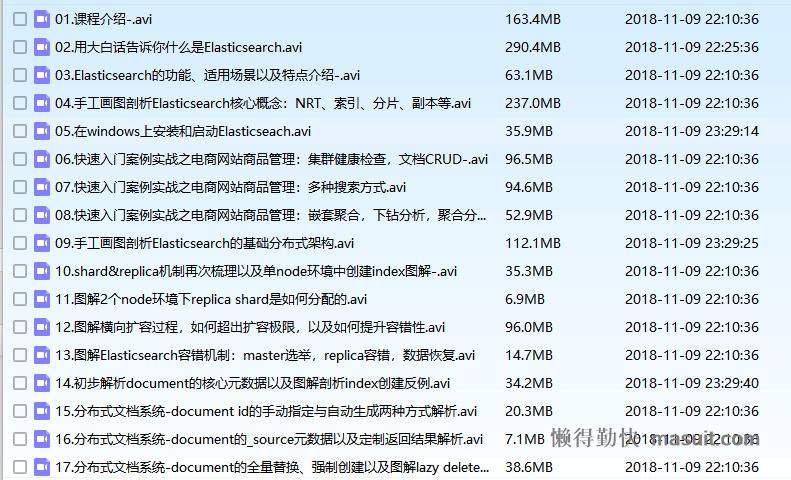 01.课程介绍-.avi 163.4MB 2018-11-09 22:10:36
02.用大白话告诉你什么是Elasticsearch.avi 290.4MB 2018-11-09 22:25:36
03.Elasticsearch的功能、适用场景以及特点介绍-.avi 63.1MB 2018-11-09 22:10:36
04.手工画图剖析Elasticsearch核心概念：NRT、索引、分片、副本等.avi 237.0MB 2018-11-09 22:10:36
05.在windows上安装和启动Elasticseach.avi 35.9MB 2018-11-09 23:29:14
06.快速入门案例实战之电商网站商品管理：集群健康检查，文档CRUD-.avi 96.5MB 2018-11-09 22:10:36
07.快速入门案例实战之电商网站商品管理：多种搜索方式.avi 94.6MB 2018-11-09 22:10:36
08.快速入门案例实战之电商网站商品管理：嵌套聚合，下钻分析，聚合分... 52.9MB 2018-11-09 22:10:36
09.手工画图剖析Elasticsearch的基础分布式架构.avi 112.1MB 2018-11-09 23:29:25
10.shard&replica机制再次梳理以及单node环境中创建index图解-.avi 35.3MB 2018-11-09 22:10:36
11.图解2个node环境下replica shard是如何分配的.avi 6.9MB 2018-11-09 22:10:36
12.图解横向扩容过程，如何超出扩容极限，以及如何提升容错性.avi 96.0MB 2018-11-09 22:10:36
13.图解Elasticsearch容错机制：master选举，replica容错，数据恢复.avi 14.7MB 2018-11-09 22:10:36
14.初步解析document的核心元数据以及图解剖析index创建反例.avi 34.2MB 2018-11-09 23:29:40
15.分布式文档系统-document id的手动指定与自动生成两种方式解析.avi 20.3MB 2018-11-09 22:10:36
16.分布式文档系统-document的_source元数据以及定制返回结果解析.avi 7.1MB 2018-11-09 22:10:36
懒得勤快 masuit.com
17.分布式文档系统-document的全量替换、强制创建以及图解lazy delete... 38.6MB 2018-11-09 22:10:36